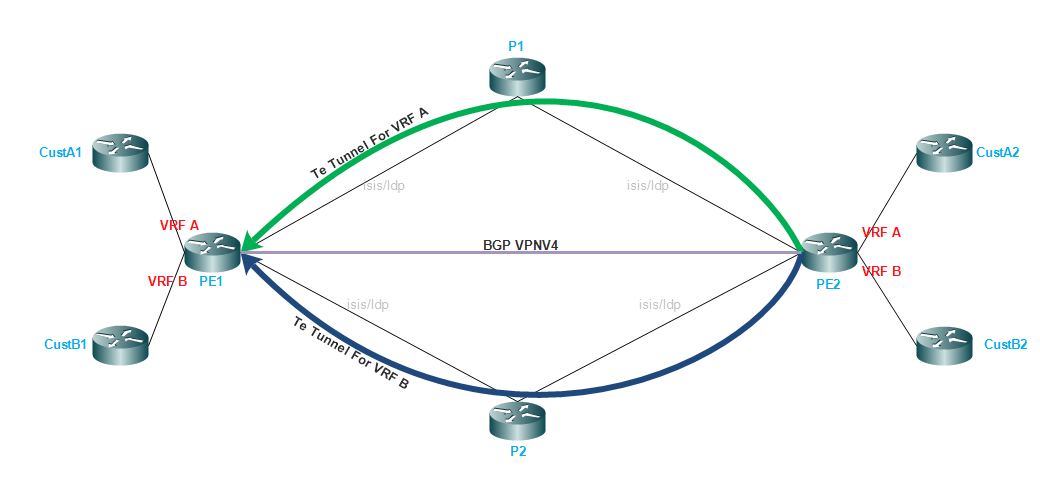 P1
Te Tunnel For VRF A
CustA1
CustA2
isis/ldp
isis/ldp
VRF A
VRF A
BGP VPNV4
VRF B
PE1
VRF B
PE2
isis/ldp
isis/ldp
Te Tunnel For VRF B
CustB1
CustB2
P2